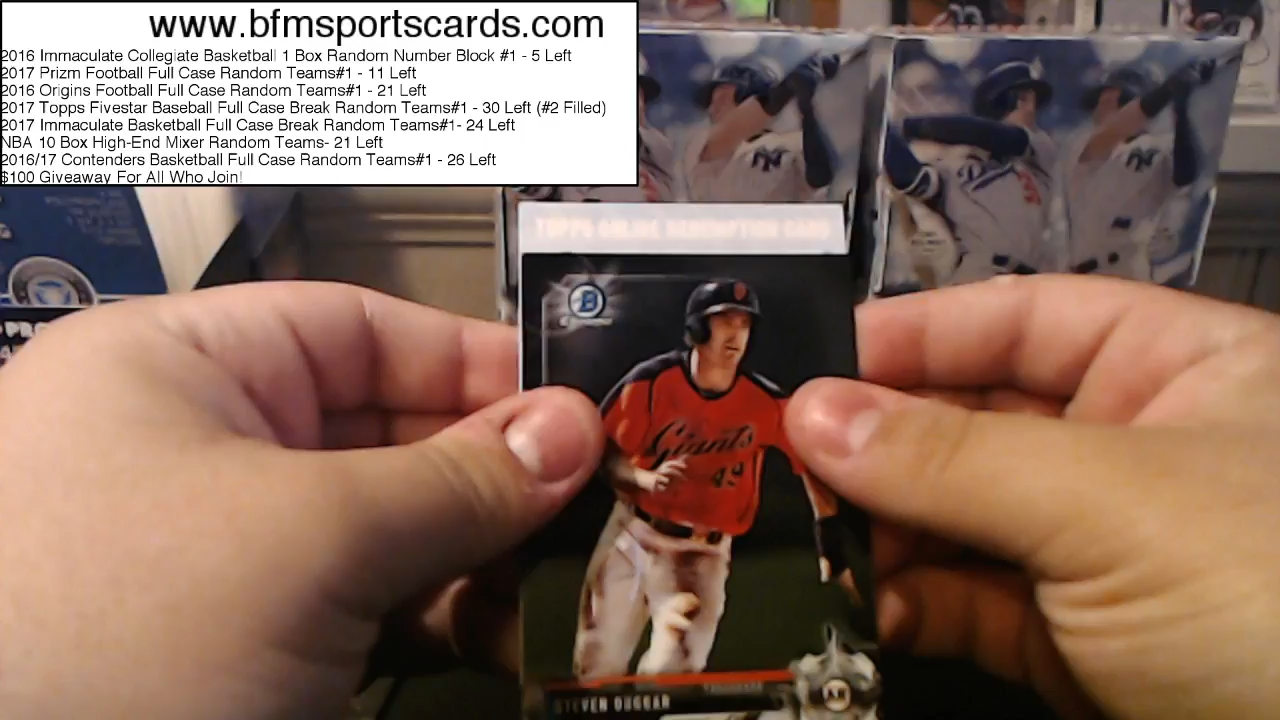 www.bfmsportscards.com
2016 Immaculate Collegiate Basketball 1 Box Random Number Block #1 - 5 Left
2017 Prizm Football Full Case Random Teams#1 - 11 Left
2016 Origins Football Full Case Random Teams#1 - 21 Left
2017 Topps Fivestar Baseball Full Case Break Random Teams#1 - 30 Left (#2 Filled)
2017 Immaculate Basketball Full Case Break Random Teams#1- 24 Left
NBA 10 Box High-End Mixer Random Teams- 21 Left
2016/17 Contenders Basketball Full Case Random Teams#1 - 26 Left
$100 Giveaway For All Who Join!
TOPPS ONLINE REDEMPTION CARD
B
Giants
49
STEVEN DUGGAR